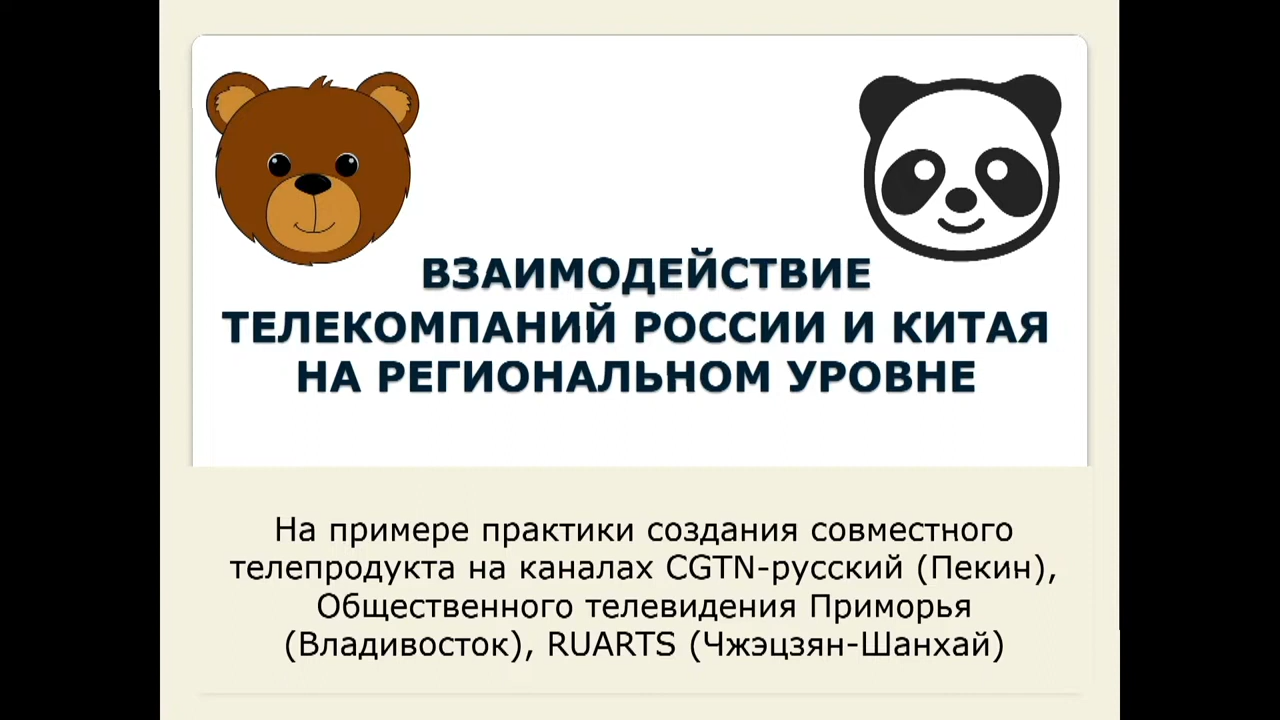 ВЗАИМОДЕЙСТВИЕ
ТЕЛЕКОМПАНИЙ РОССИИ И КИТАЯ
НА РЕГИОНАЛЬНОМ УРОВНЕ
На примере практики создания совместного
телепродукта на каналах CGTN-русский (Пекин),
Общественного телевидения Приморья
(Владивосток), RUARTS (Чжэцзян-Шанхай)